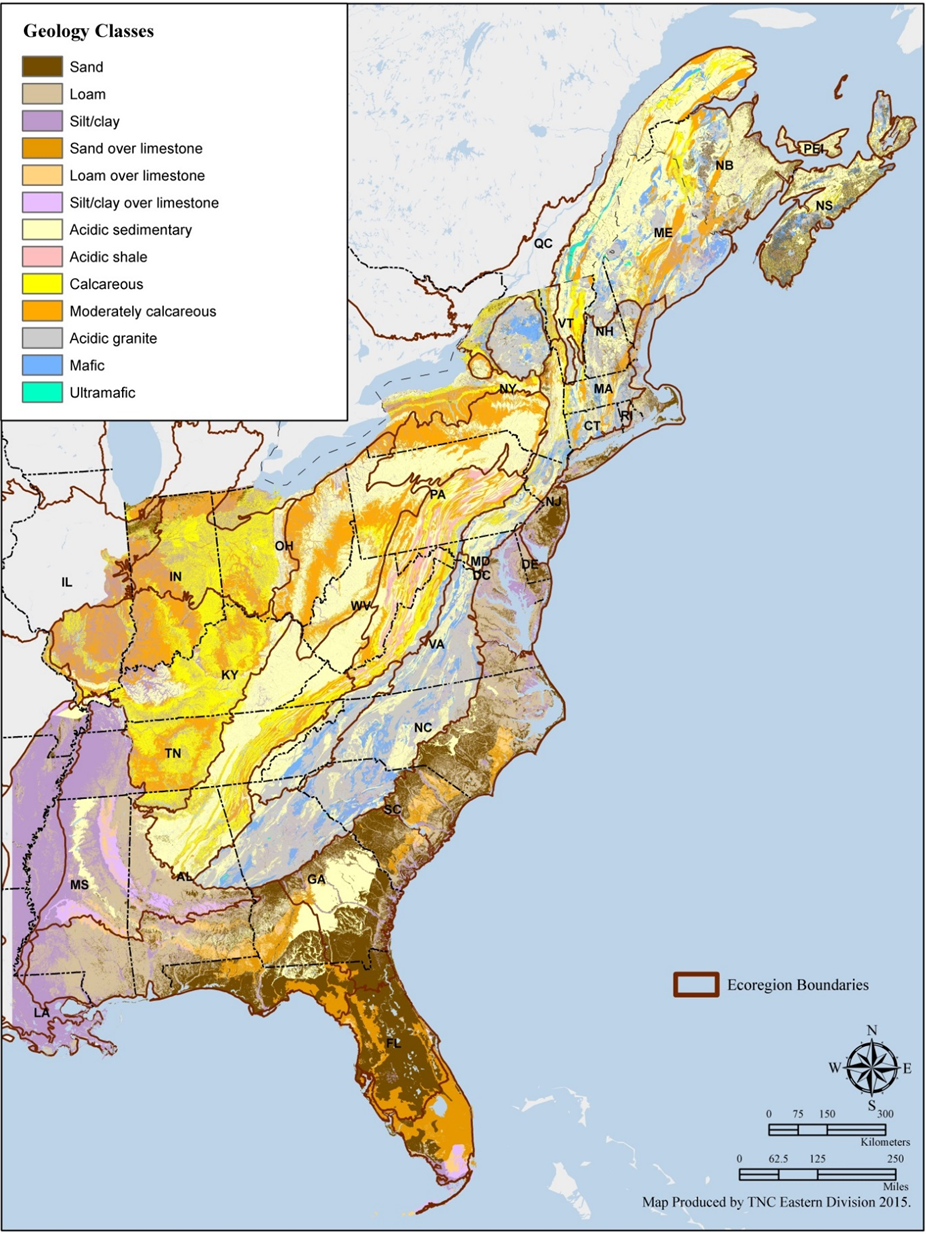 Geology Classes
Sand
Loam
Silt/clay
Sand over limestone
Loam over limestone
Silt/clay over limestone
Acidic sedimentary
Acidic shale
Calcareous
Moderately calcareous
Acidic granite
Mafic
Ultramafic
NB
PEI
NS
ME
QC
VT
NH
NY
MA
CT
RI
PA
NJ
OH
MD
DE
DC
IL
IN
WV
VA
KY
NC
TN
SC
AL
GA
MS
LA
FL
Ecoregion Boundaries
N
W
E
S
0 75 150 300
Kilometers
0 62.5 125 250
Miles
Map Produced by TNC Eastern Division 2015.